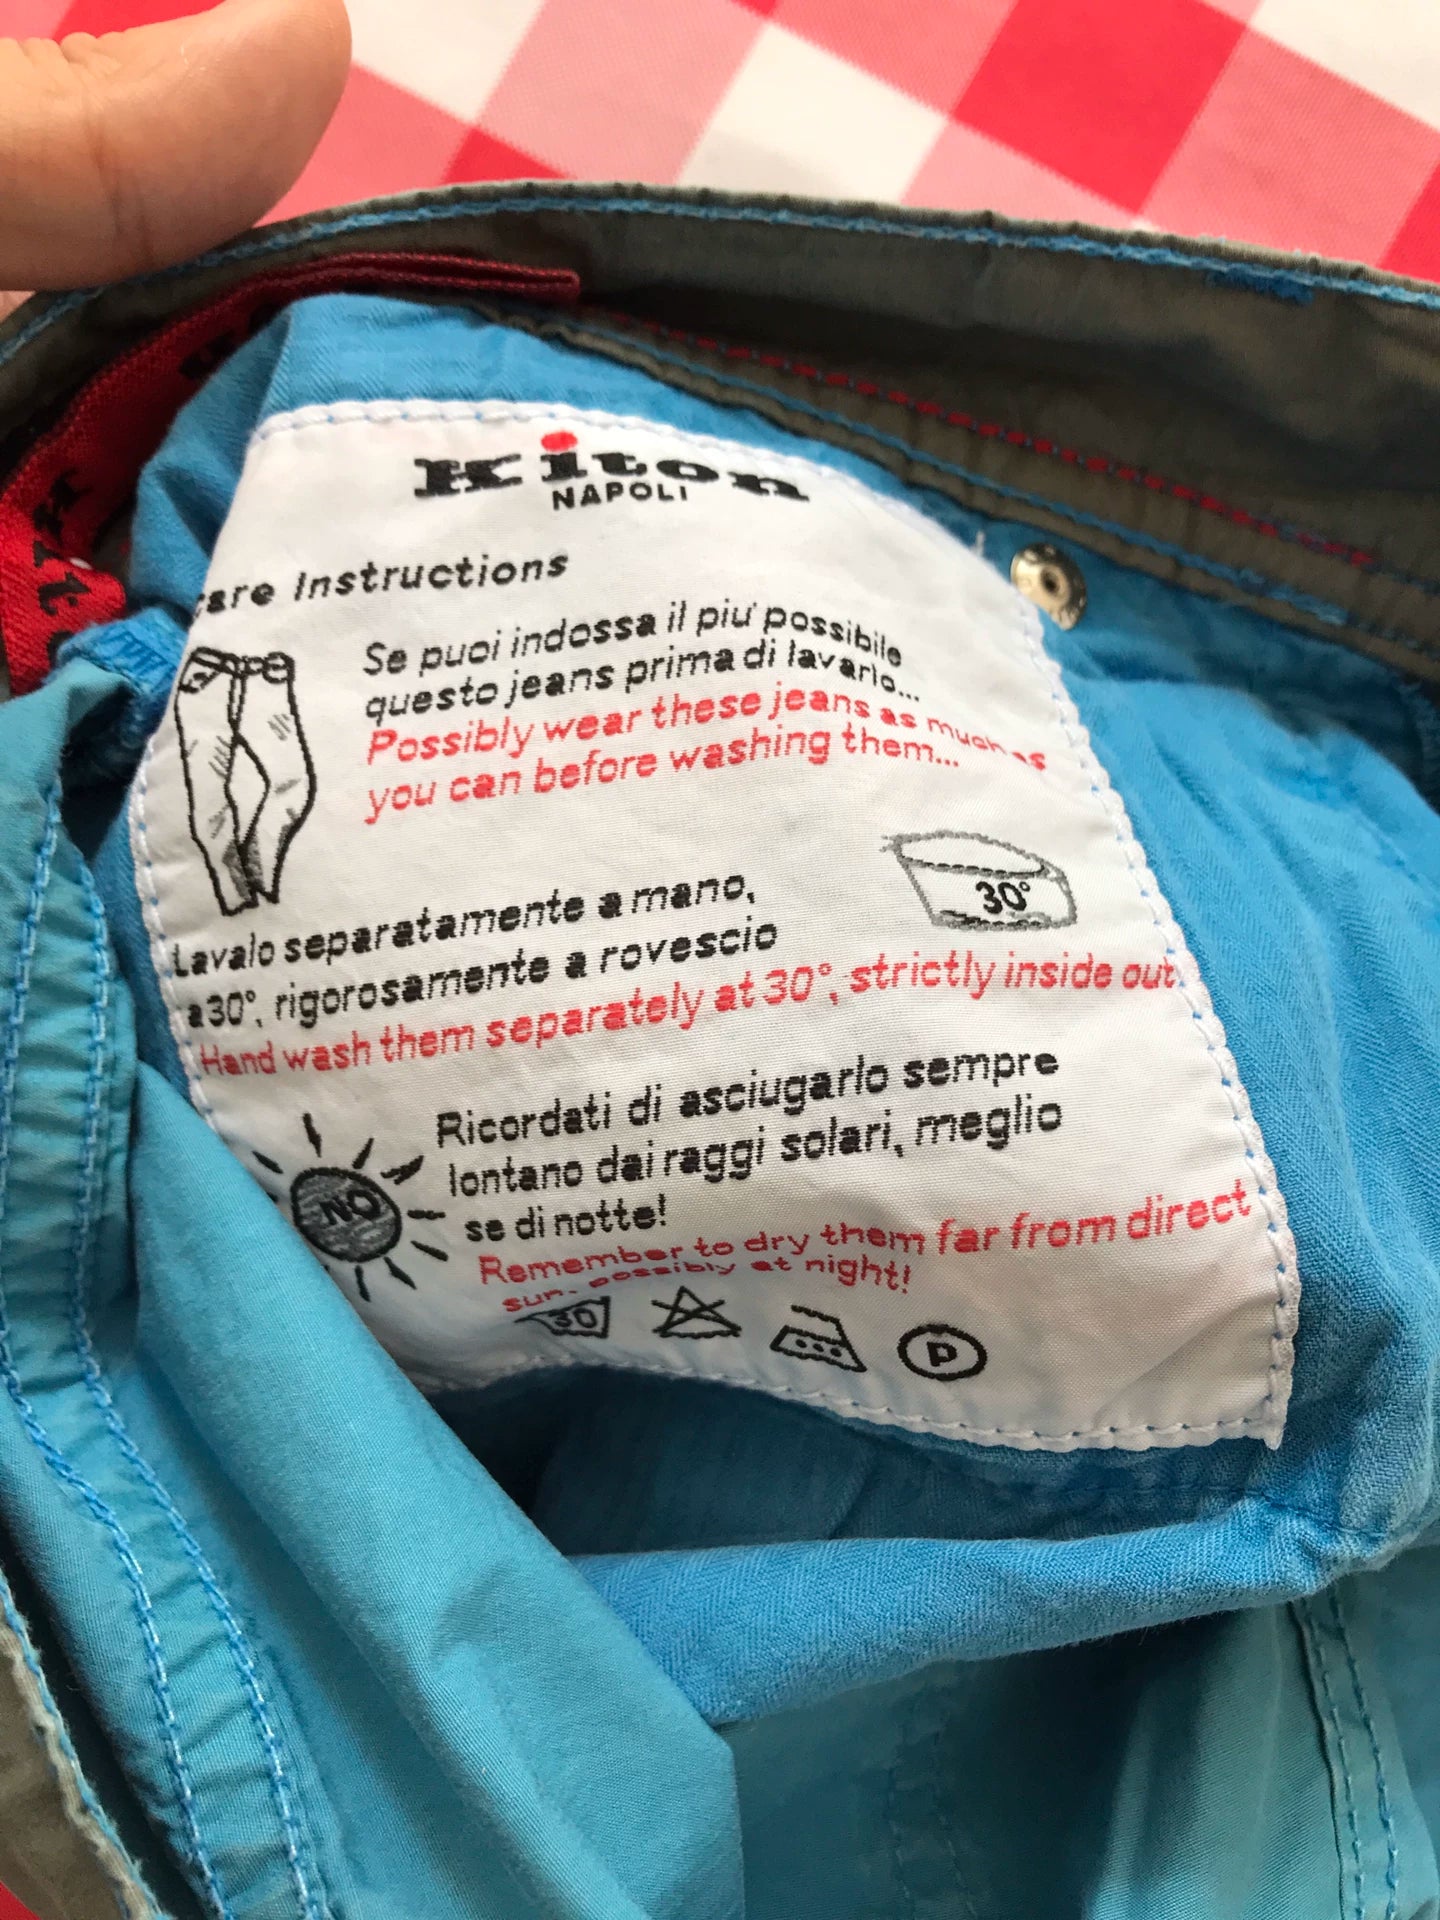 Kiton
NAPOLI
care Instructions
Se puoi indossa il piu' possibile
questo jeans prima di lavarlo...
Possibly wear these jeans as much as
you can before washing them...
30°
Lavalo separatamente a mano,
a 30°, rigorosamente a rovescio
Hand wash them separately at 30°, strictly inside out
NO
Ricordati di asciugarlo sempre
lontano dai raggi solari, meglio
se di notte!
Remember to dry them far from direct
sun, possibly at night!
30
P